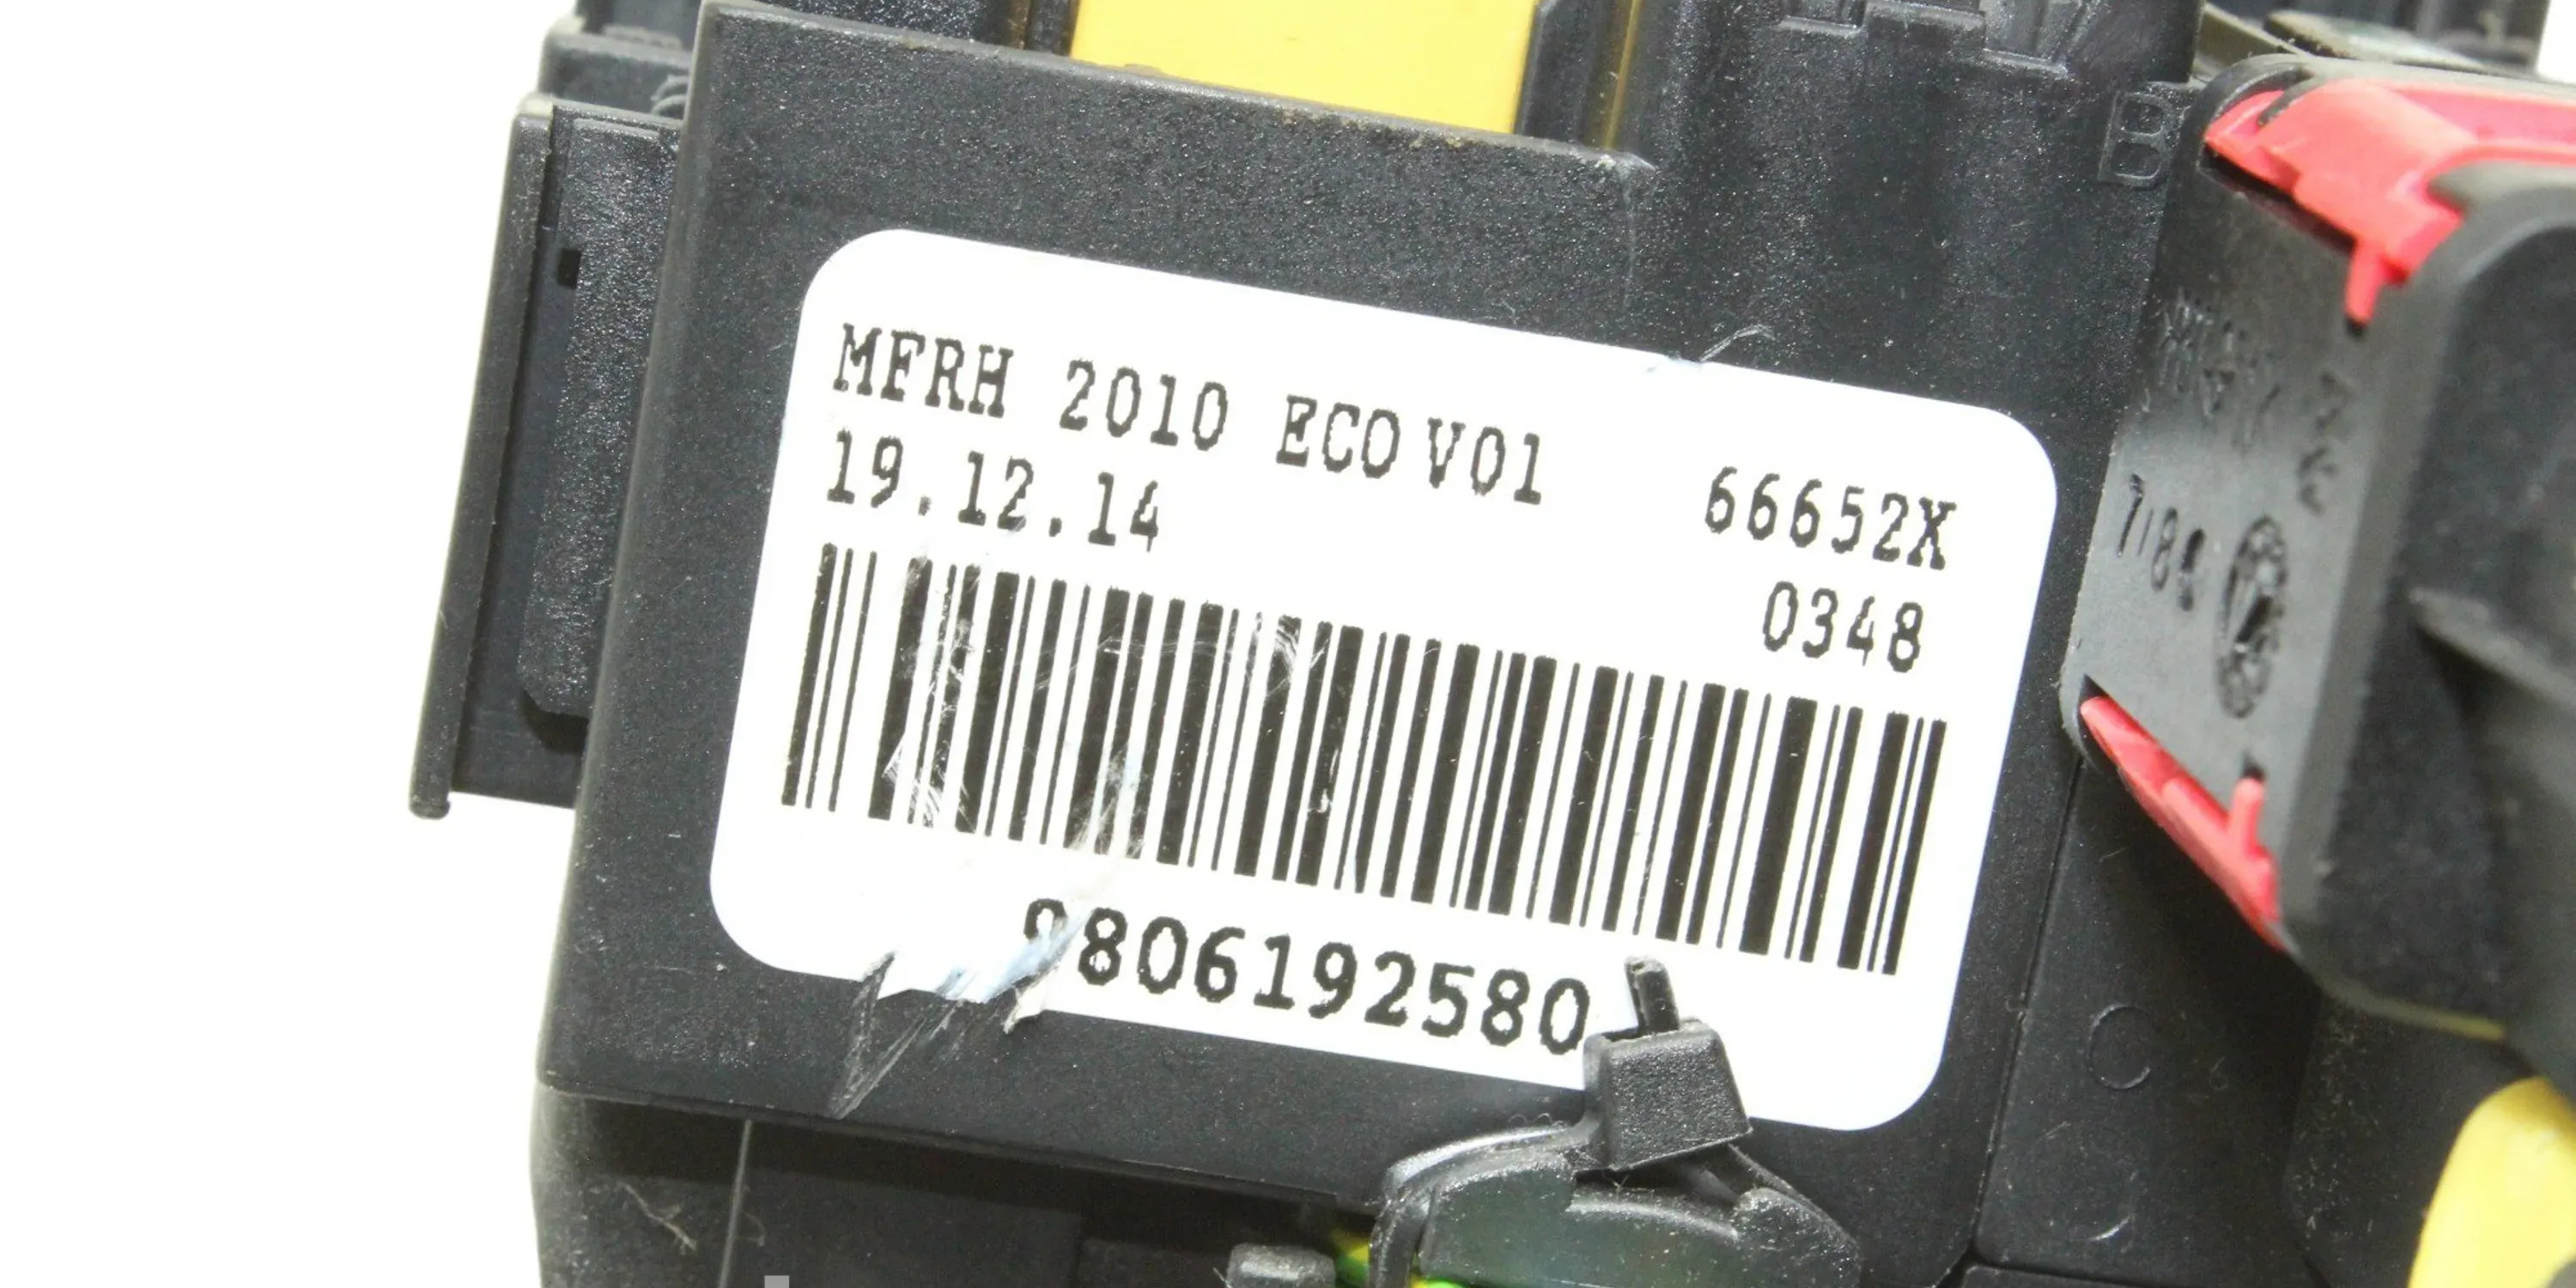 B
MFRH 2010 ECO V01 66652X
19.12.14 0348
9806192580
C